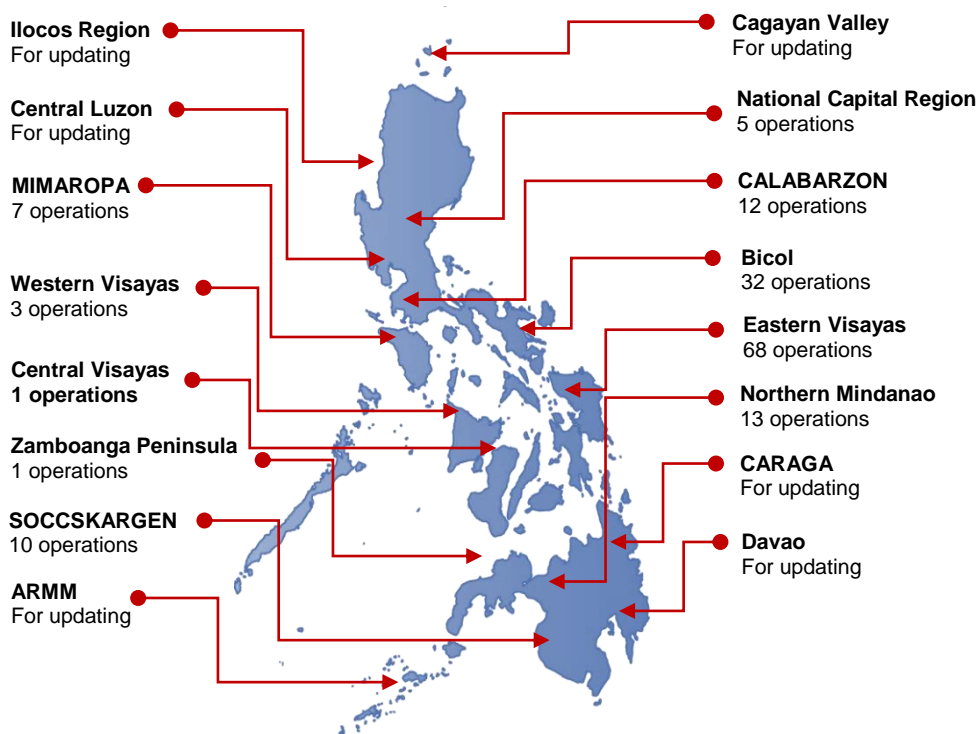 Ilocos Region
For updating
Central Luzon
For updating
MIMAROPA
7 operations
Western Visayas
3 operations
Central Visayas
1 operations
Zamboanga Peninsula
1 operations
SOCCSKARGEN
10 operations
ARMM
For updating
Cagayan Valley
For updating
National Capital Region
5 operations
CALABARZON
12 operations
Bicol
32 operations
Eastern Visayas
68 operations
Northern Mindanao
13 operations
CARAGA
For updating
Davao
For updating